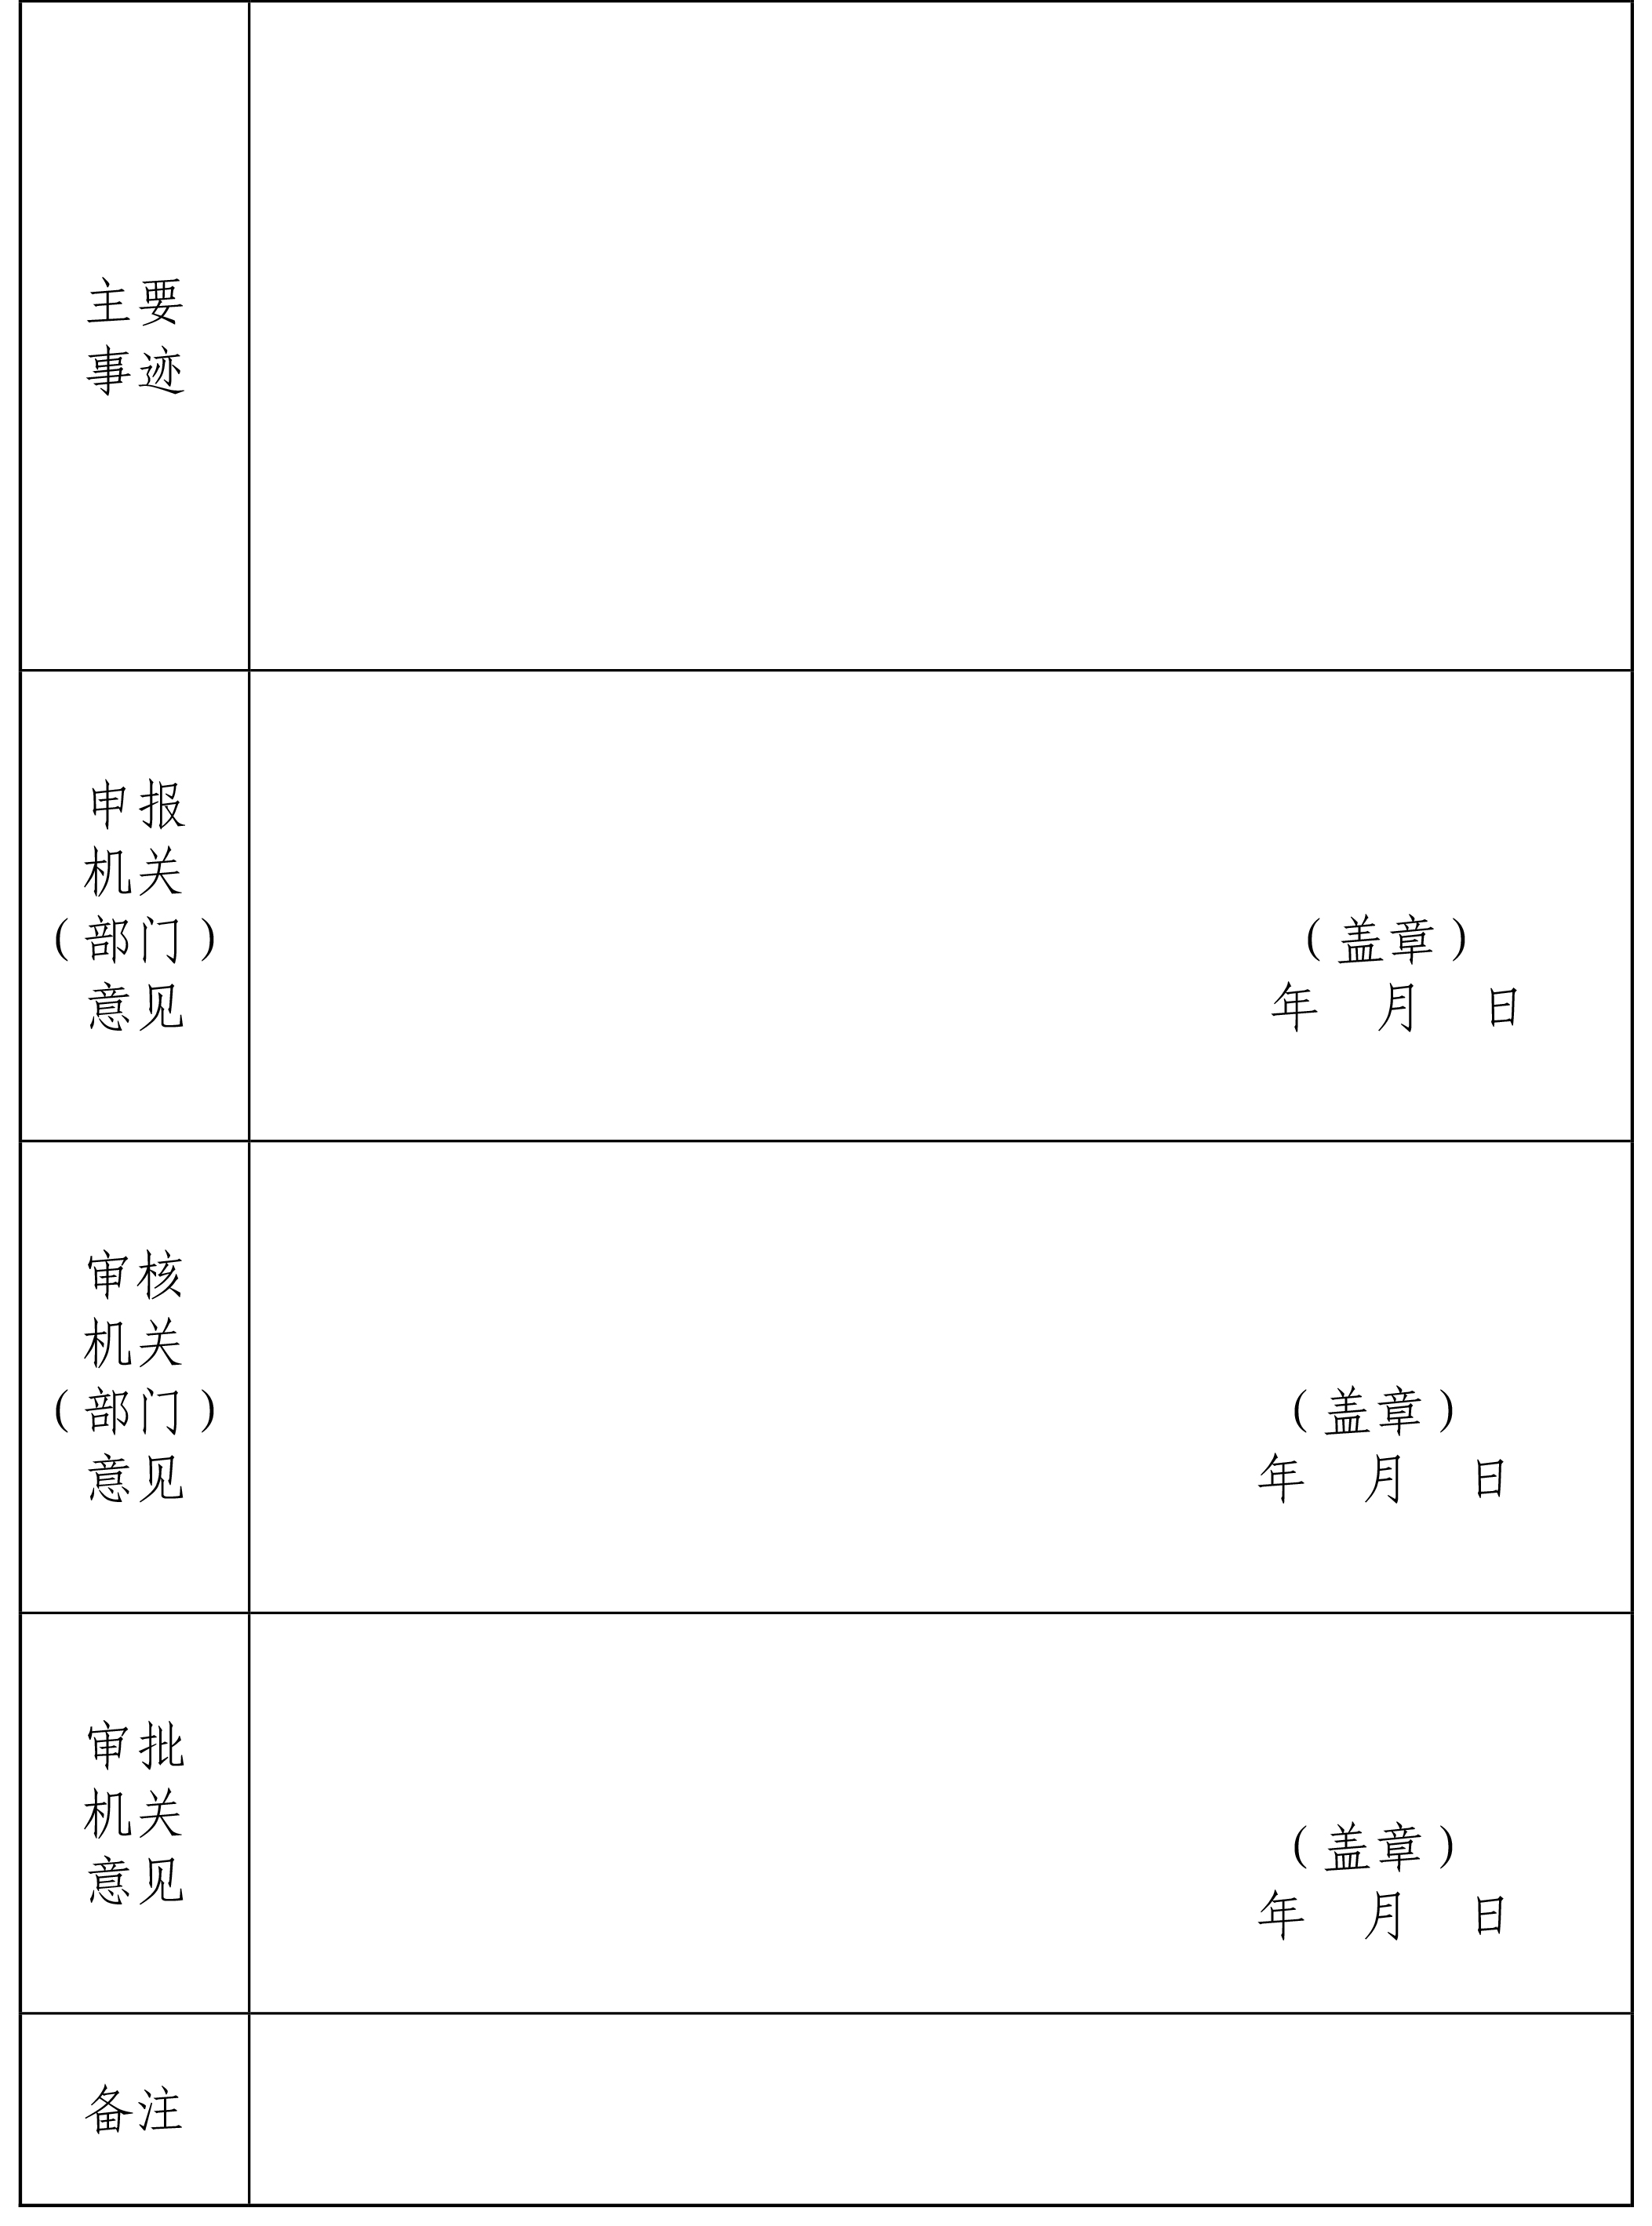 主要
事迹
申报
机关
（部门）
意见
（盖章）
年 月 日
审核
机关
（部门）
意见
（盖章）
年 月 日
审批
机关
意见
（盖章）
年 月 日
备注